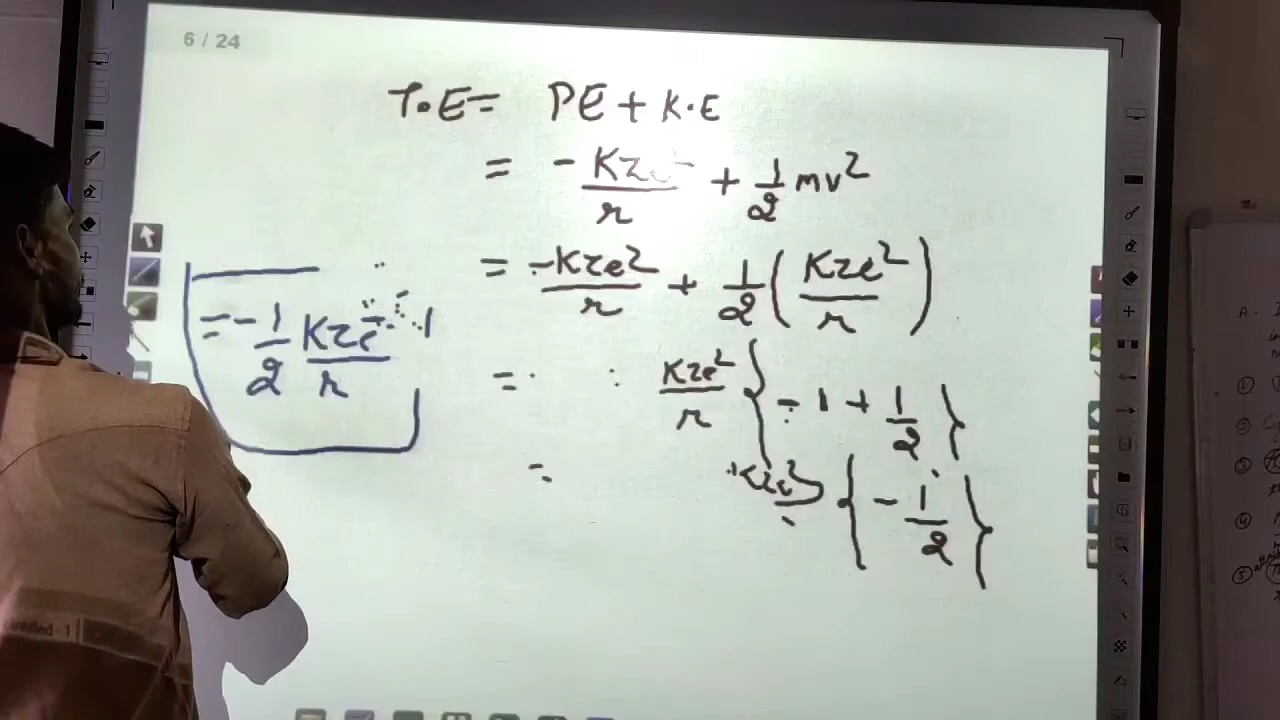 6 / 24
T.E = PE + K.E
= - Kze² / r + 1/2 mv²
= -Kze² / r + 1/2 ( Kze² / r )
= Kze² / r { - 1 + 1/2 }
= Kze² / r { - 1/2 }
= - 1/2 Kze² / r